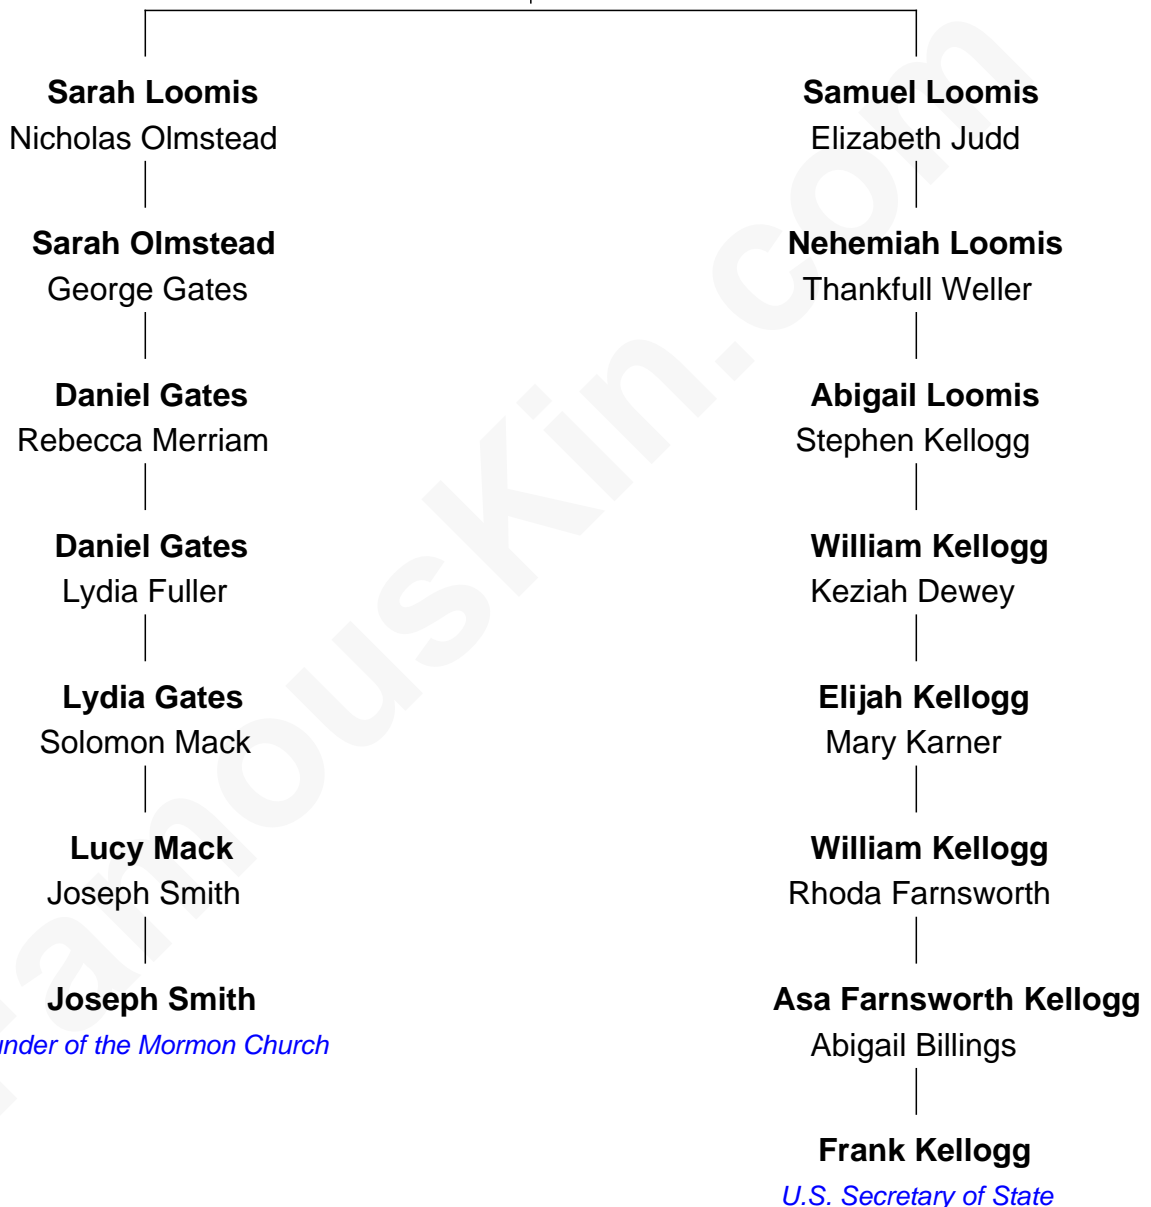 Sarah Loomis
Nicholas Olmstead
Sarah Olmstead
George Gates
Daniel Gates
Rebecca Merriam
Daniel Gates
Lydia Fuller
Lydia Gates
Solomon Mack
Lucy Mack
Joseph Smith
Joseph Smith
under of the Mormon Church
Samuel Loomis
Elizabeth Judd
Nehemiah Loomis
Thankfull Weller
Abigail Loomis
Stephen Kellogg
William Kellogg
Keziah Dewey
Elijah Kellogg
Mary Karner
William Kellogg
Rhoda Farnsworth
Asa Farnsworth Kellogg
Abigail Billings
Frank Kellogg
U.S. Secretary of State
FamousKin.com